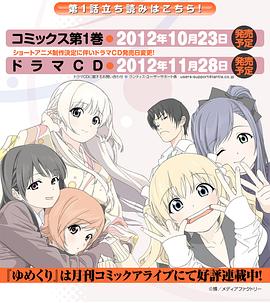 第1話立ち読みはこちら!
コミックス第1巻●2012年10月23日 発売予定
ショートアニメ制作決定に伴いドラマCD発売日変更!
ドラマCD●2012年11月28日 発売予定
『ゆめくり』は月刊コミックアライブにて好評連載中!
©博/メディアファクトリー